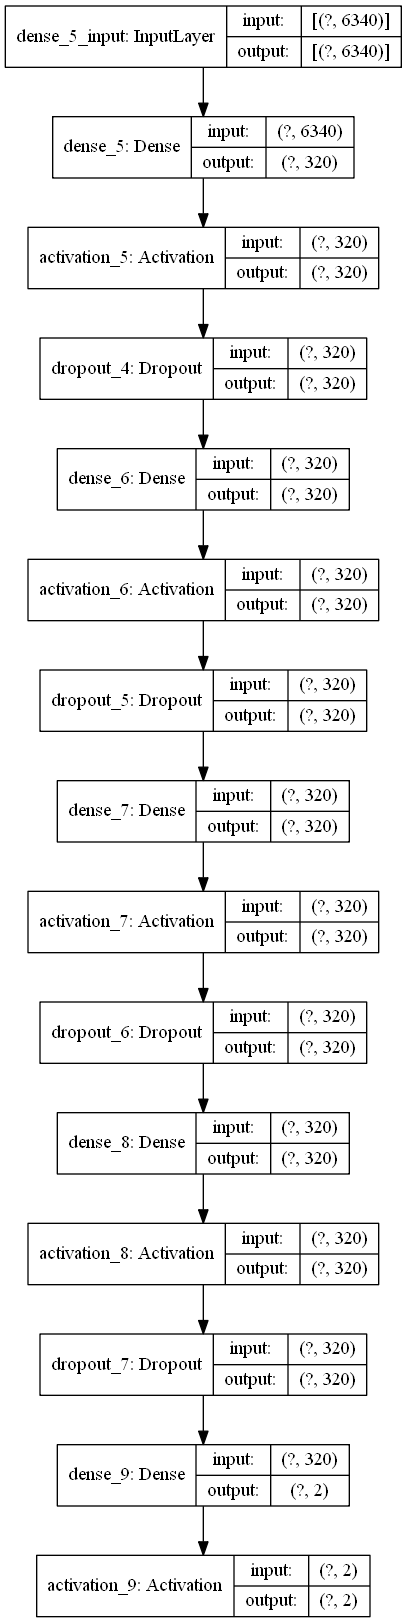 dense_5_input: InputLayer
input: [(?, 6340)]
output: [(?, 6340)]
dense_5: Dense
input: (?, 6340)
output: (?, 320)
activation_5: Activation
input: (?, 320)
output: (?, 320)
dropout_4: Dropout
input: (?, 320)
output: (?, 320)
dense_6: Dense
input: (?, 320)
output: (?, 320)
activation_6: Activation
input: (?, 320)
output: (?, 320)
dropout_5: Dropout
input: (?, 320)
output: (?, 320)
dense_7: Dense
input: (?, 320)
output: (?, 320)
activation_7: Activation
input: (?, 320)
output: (?, 320)
dropout_6: Dropout
input: (?, 320)
output: (?, 320)
dense_8: Dense
input: (?, 320)
output: (?, 320)
activation_8: Activation
input: (?, 320)
output: (?, 320)
dropout_7: Dropout
input: (?, 320)
output: (?, 320)
dense_9: Dense
input: (?, 320)
output: (?, 2)
activation_9: Activation
input: (?, 2)
output: (?, 2)